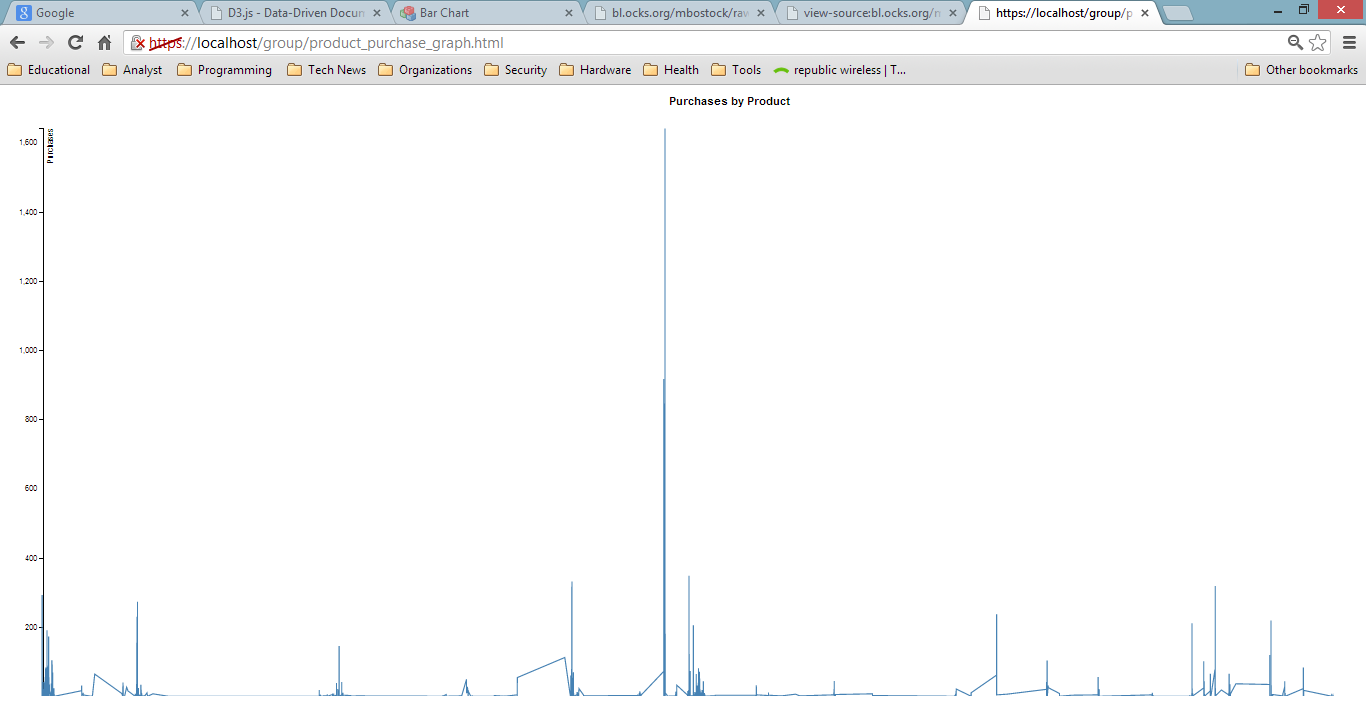 Google
D3.js - Data-Driven Docun
Bar Chart
bl.ocks.org/mbostock/raw
view-source:bl.ocks.org/m
https://localhost/group/p
https://localhost/group/product_purchase_graph.html
Educational
Analyst
Programming
Tech News
Organizations
Security
Hardware
Health
Tools
republic wireless | T...
Other bookmarks
Purchases by Product
Purchases
1,600
1,400
1,200
1,000
800
600
400
200